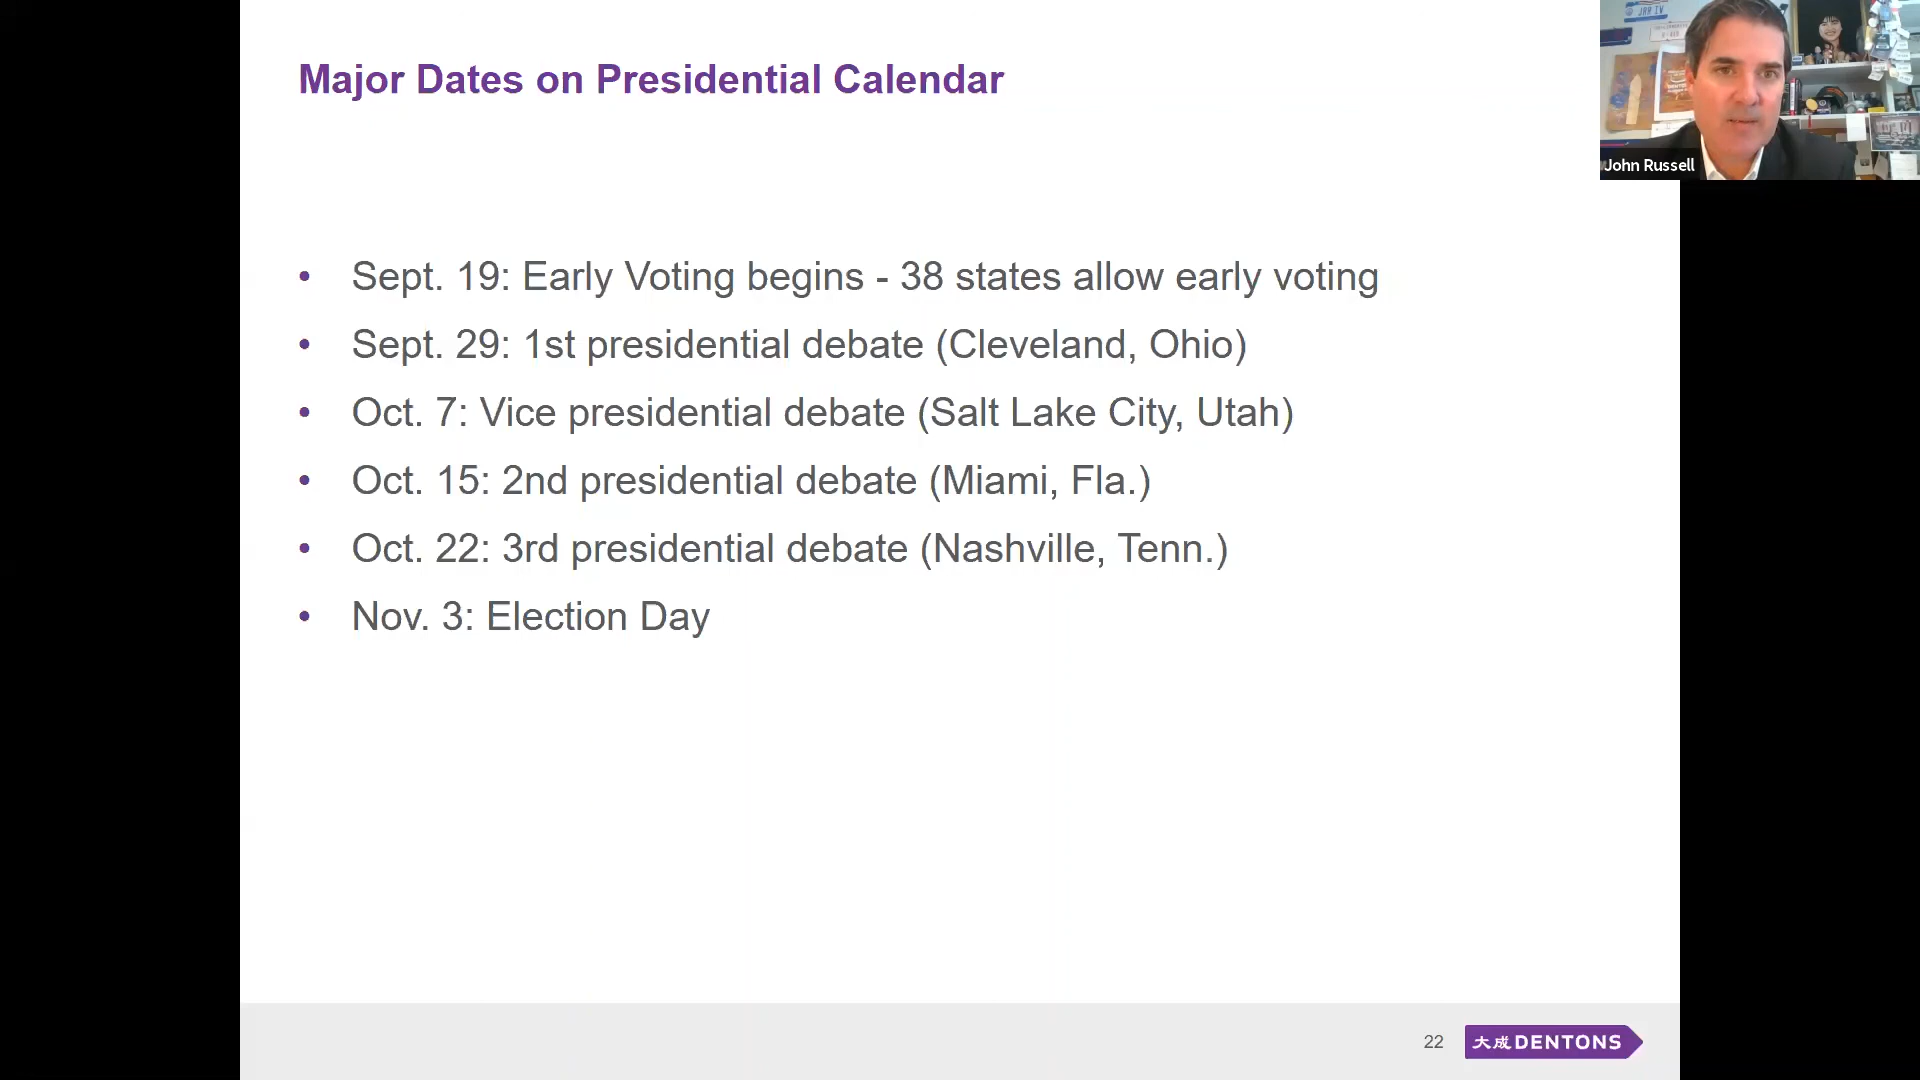 Major Dates on Presidential Calendar
JRR IV
John Russell
• Sept. 19: Early Voting begins - 38 states allow early voting
• Sept. 29: 1st presidential debate (Cleveland, Ohio)
• Oct. 7: Vice presidential debate (Salt Lake City, Utah)
• Oct. 15: 2nd presidential debate (Miami, Fla.)
• Oct. 22: 3rd presidential debate (Nashville, Tenn.)
• Nov. 3: Election Day
22
大成 DENTONS